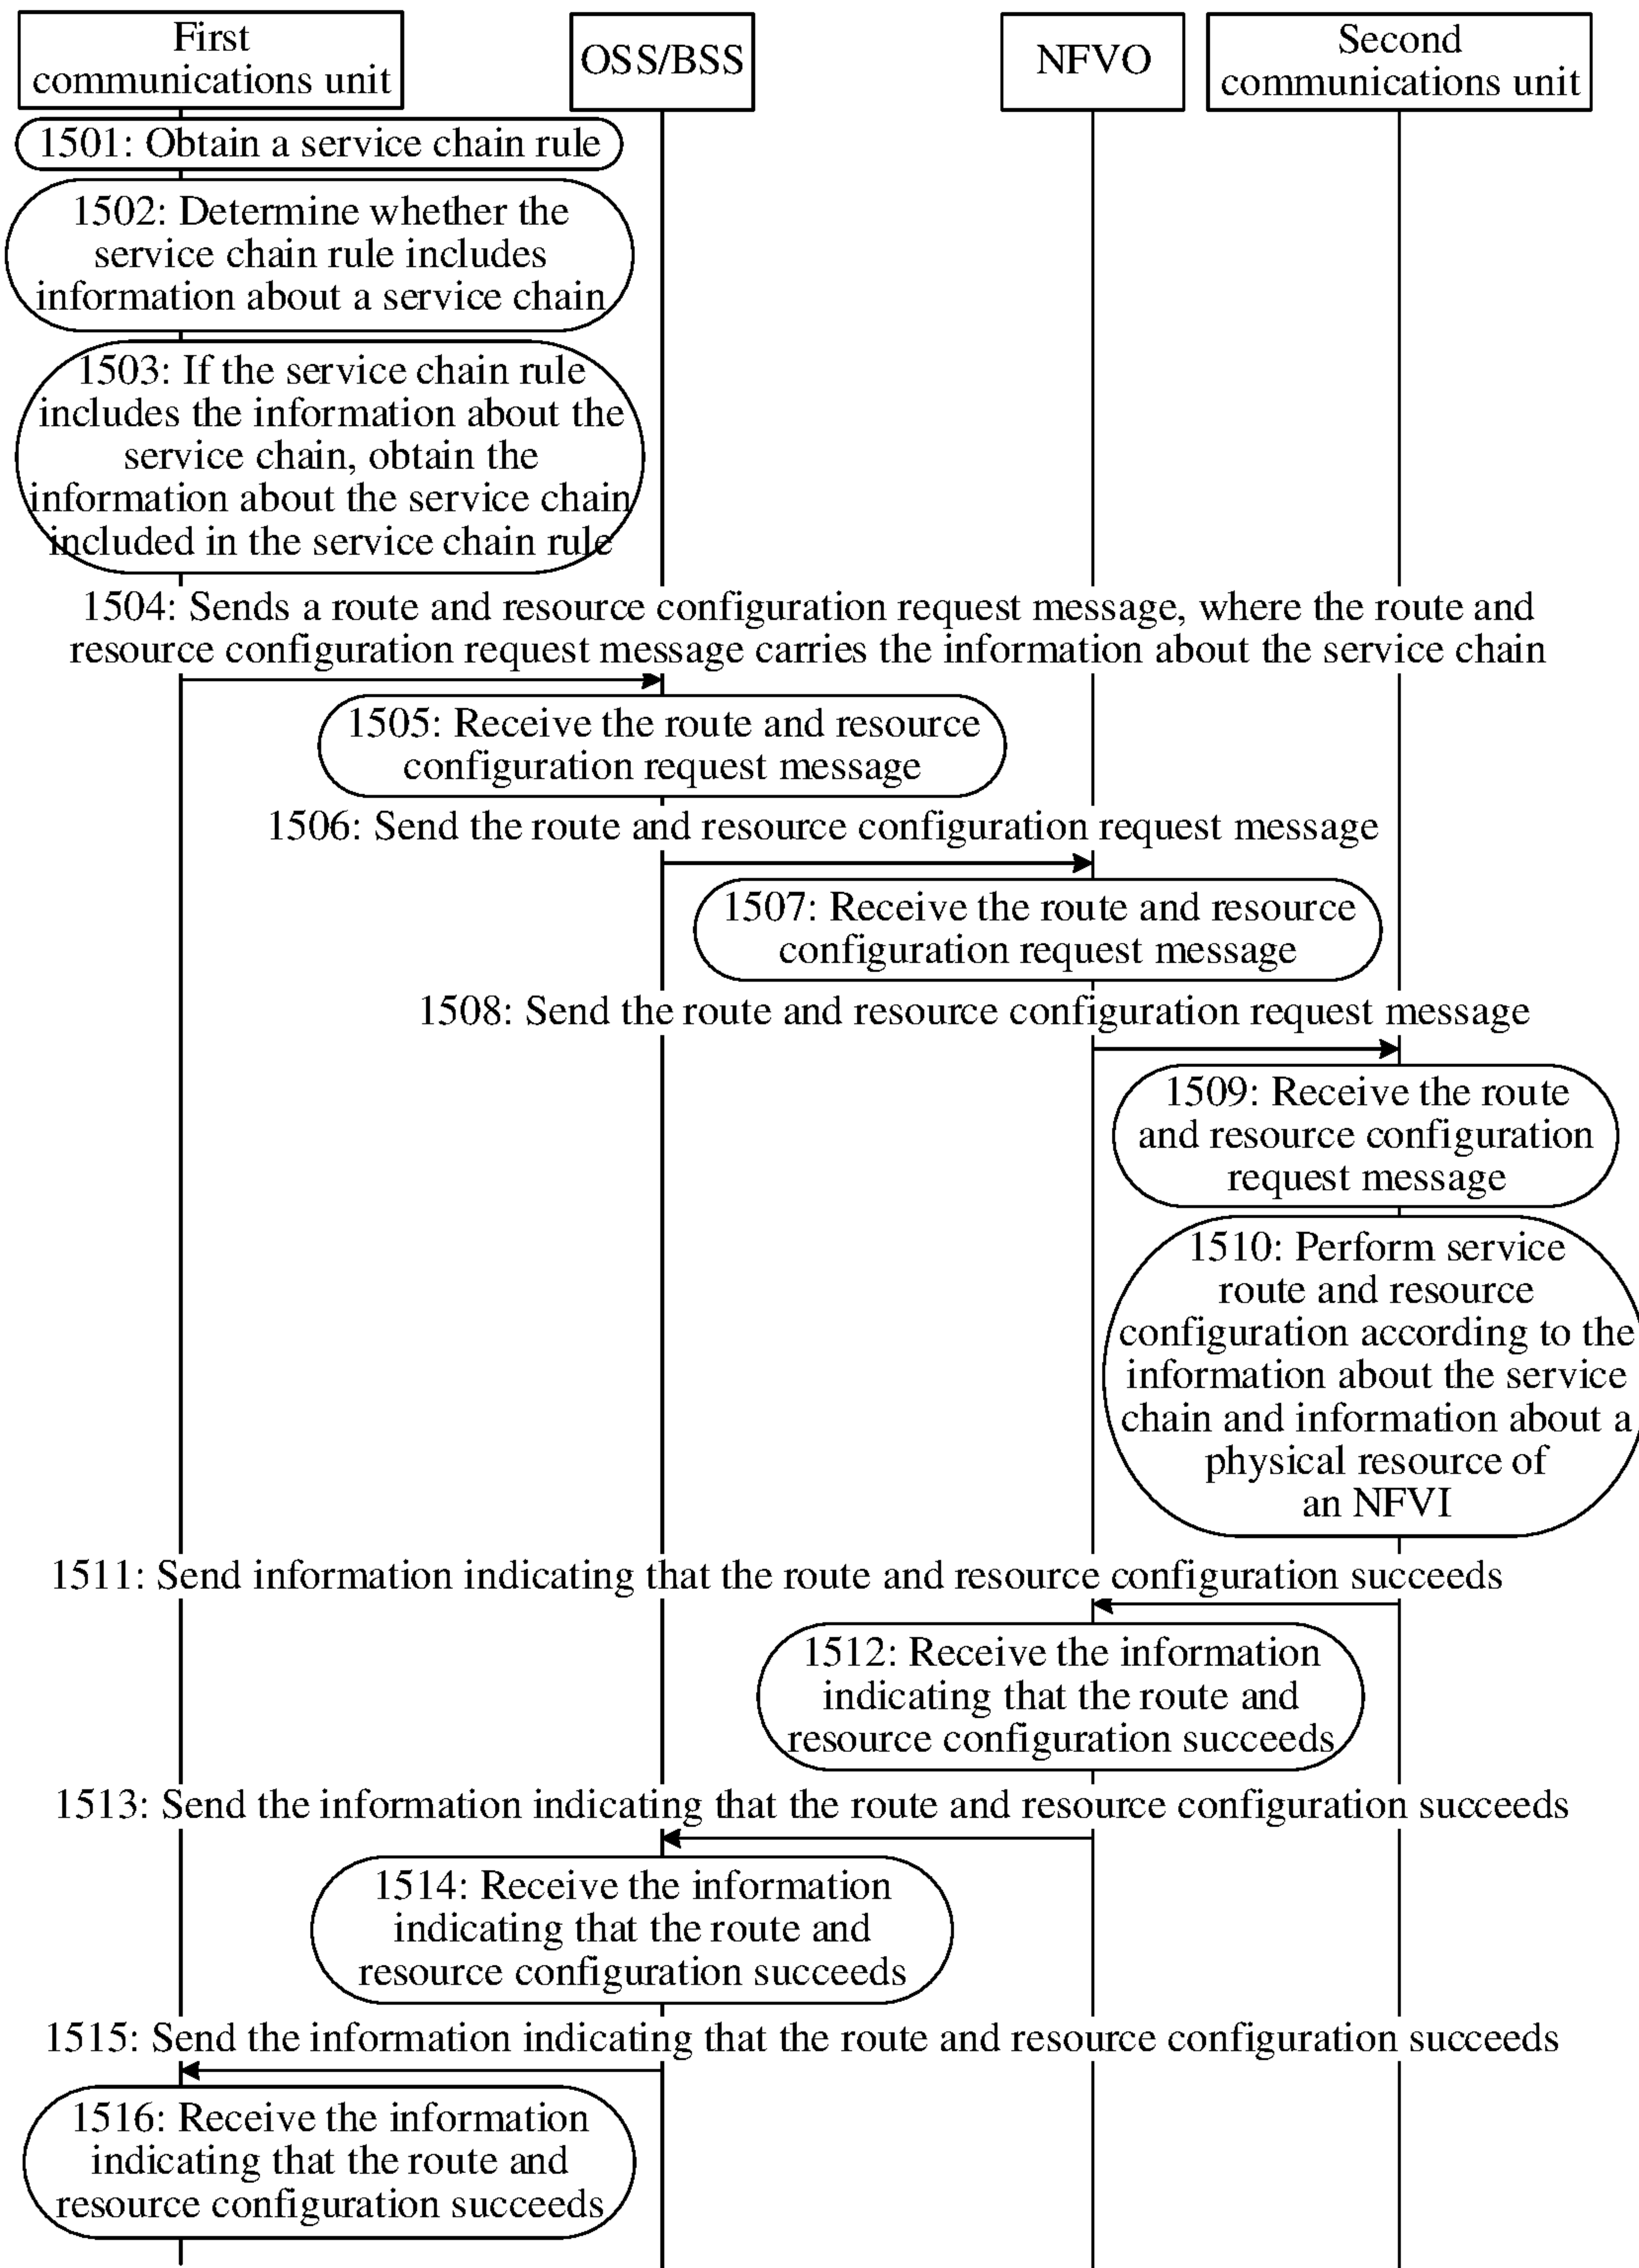 First
communications unit
OSS/BSS
NFVO
Second
communications unit
1501: Obtain a service chain rule
1502: Determine whether the
service chain rule includes
information about a service chain
1503: If the service chain rule
includes the information about the
service chain, obtain the
information about the service chain
included in the service chain rule
1504: Sends a route and resource configuration request message, where the route and
resource configuration request message carries the information about the service chain
1505: Receive the route and resource
configuration request message
1506: Send the route and resource configuration request message
1507: Receive the route and resource
configuration request message
1508: Send the route and resource configuration request message
1509: Receive the route
and resource configuration
request message
1510: Perform service
route and resource
configuration according to the
information about the service
chain and information about a
physical resource of
an NFVI
1511: Send information indicating that the route and resource configuration succeeds
1512: Receive the information
indicating that the route and
resource configuration succeeds
1513: Send the information indicating that the route and resource configuration succeeds
1514: Receive the information
indicating that the route and
resource configuration succeeds
1515: Send the information indicating that the route and resource configuration succeeds
1516: Receive the information
indicating that the route and
resource configuration succeeds